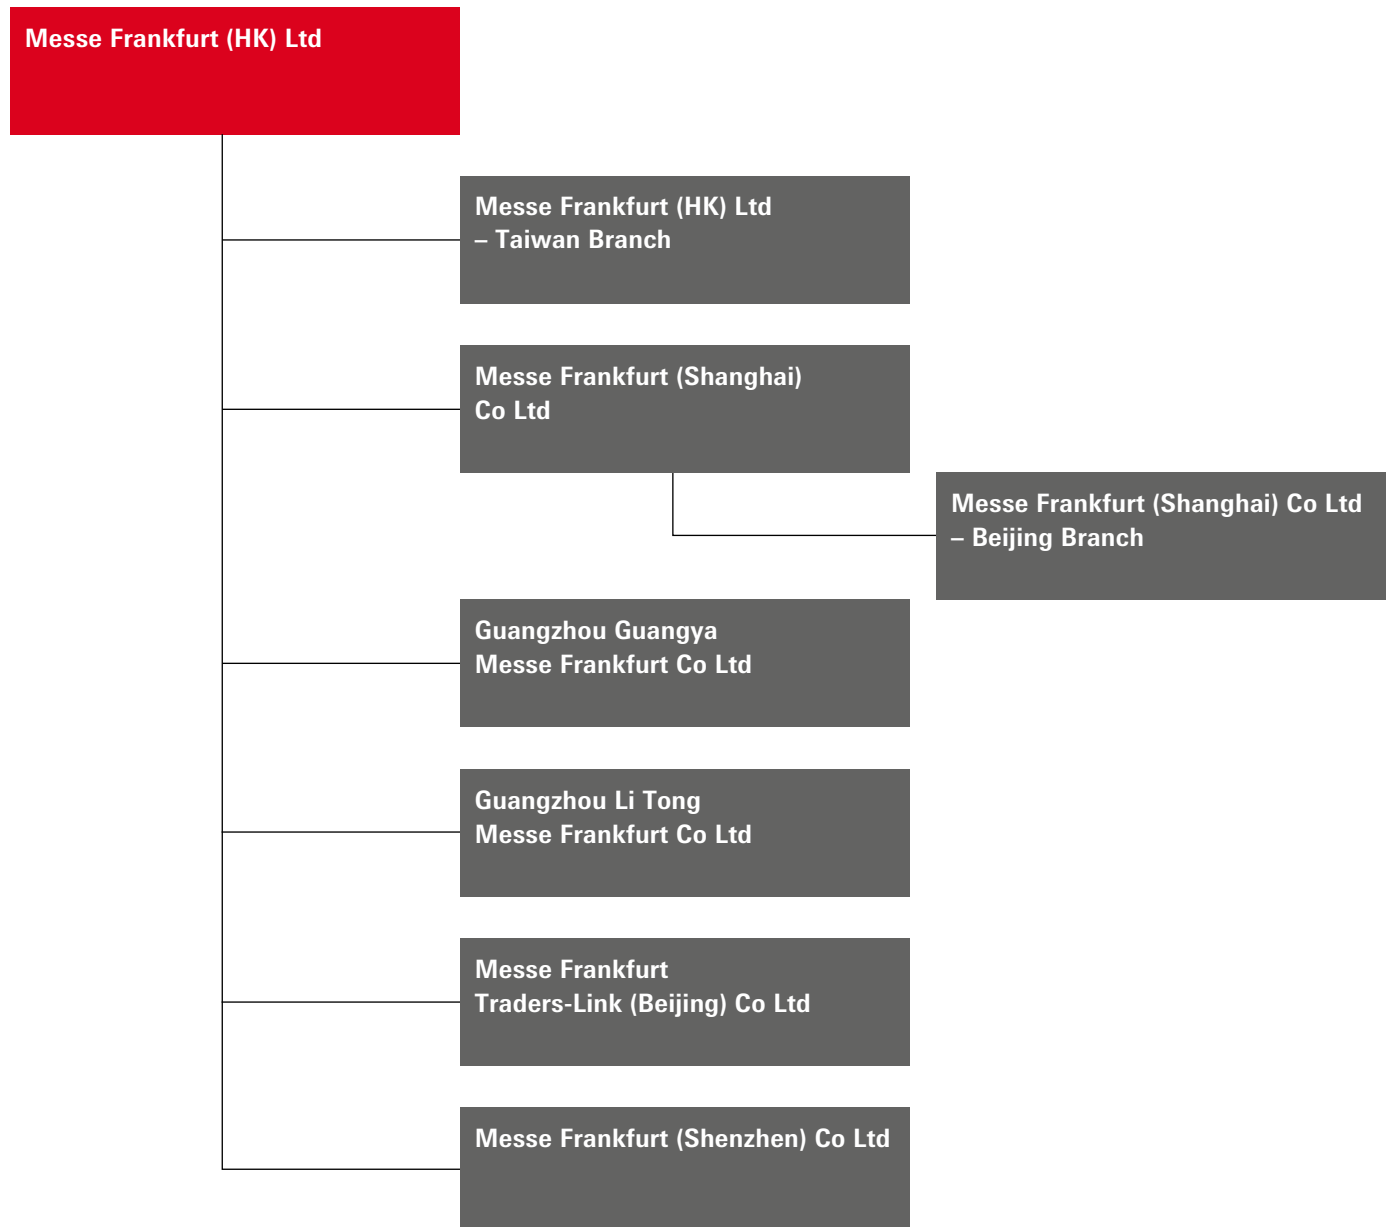 Messe Frankfurt (HK) Ltd
Messe Frankfurt (HK) Ltd
– Taiwan Branch
Messe Frankfurt (Shanghai)
Co Ltd
Messe Frankfurt (Shanghai) Co Ltd
– Beijing Branch
Guangzhou Guangya
Messe Frankfurt Co Ltd
Guangzhou Li Tong
Messe Frankfurt Co Ltd
Messe Frankfurt
Traders-Link (Beijing) Co Ltd
Messe Frankfurt (Shenzhen) Co Ltd